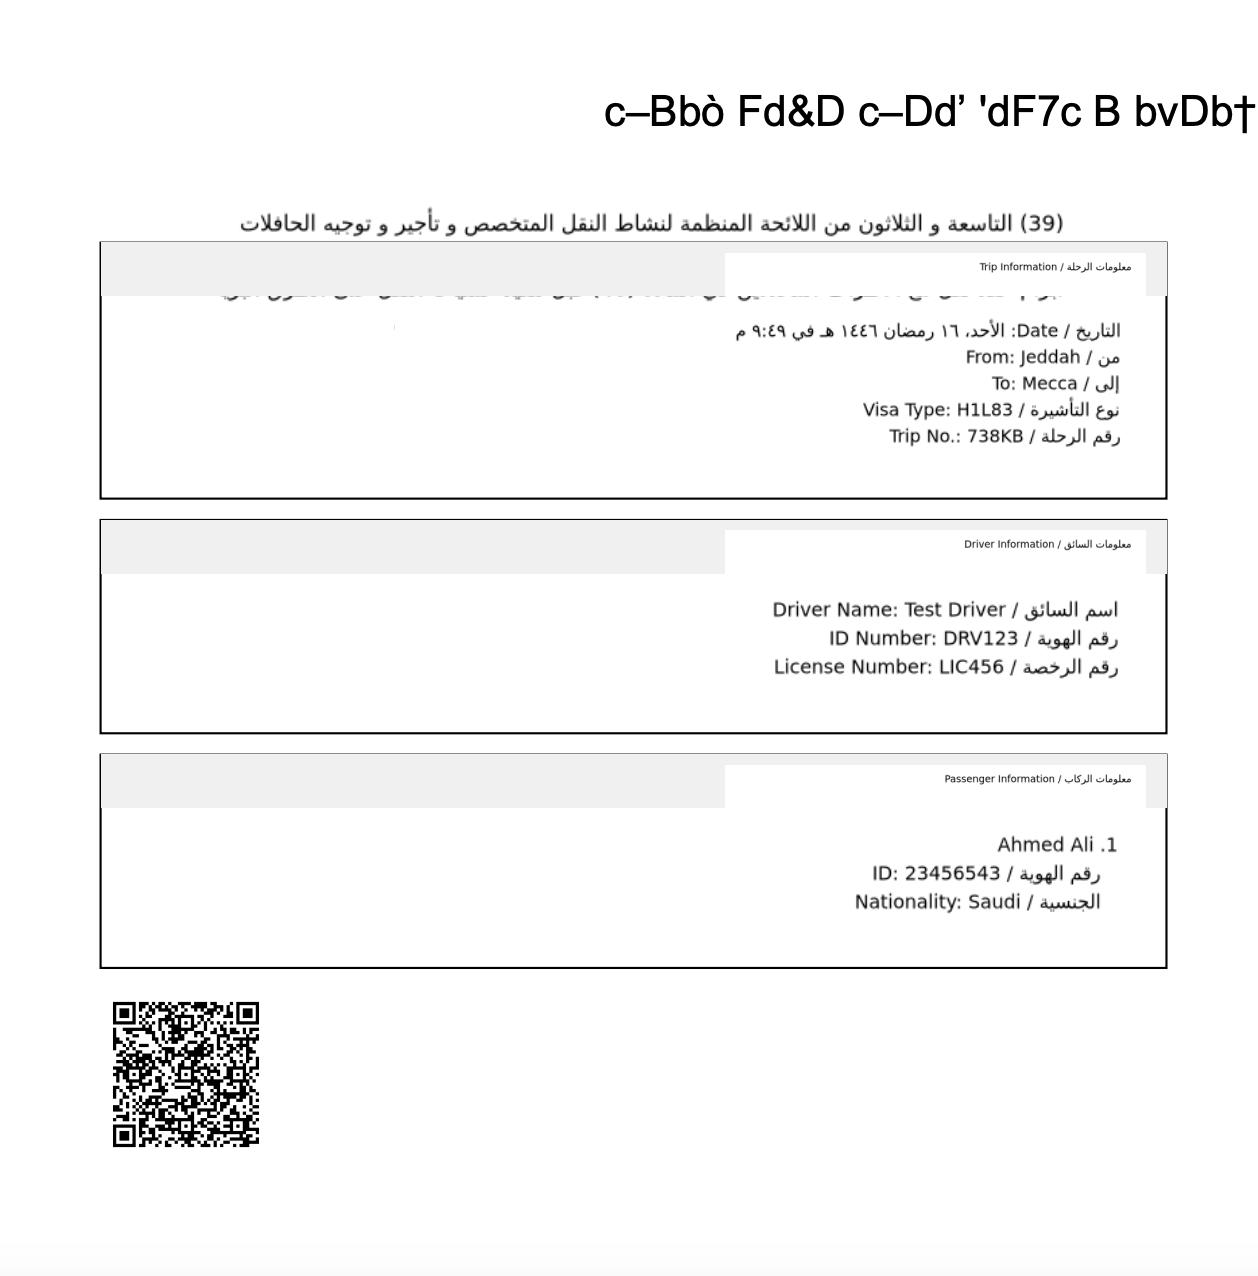 c–Bbò Fd&D c–Dd’ 'dF7c B bvDb†
(39) التاسعة و الثلاثون من اللائحة المنظمة لنشاط النقل المتخصص و تأجير و توجيه الحافلات
معلومات الرحلة / Trip Information
التاريخ / Date: الأحد، ١٦ رمضان ١٤٤٦ هـ في ٩:٤٩ م
من / From: Jeddah
إلى / To: Mecca
نوع التأشيرة / Visa Type: H1L83
رقم الرحلة / Trip No.: 738KB
معلومات السائق / Driver Information
اسم السائق / Driver Name: Test Driver
رقم الهوية / ID Number: DRV123
رقم الرخصة / License Number: LIC456
معلومات الركاب / Passenger Information
1. Ahmed Ali
رقم الهوية / ID: 23456543
الجنسية / Nationality: Saudi